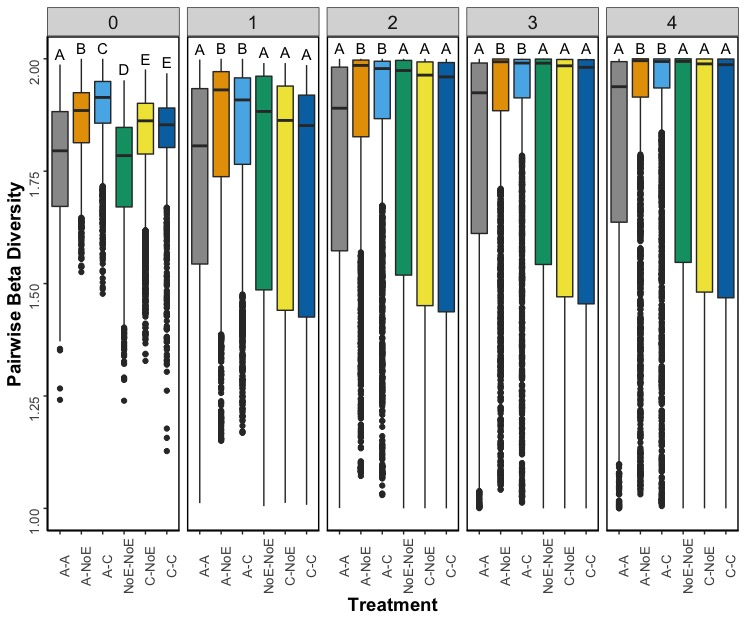 0 1 2 3 4
A B C D E E
A B B A A A
A B B A A A
A B B A A A
A B B A A A
Pairwise Beta Diversity
2.00
1.75
1.50
1.25
1.00
A-A A-NoE A-C NoE-NoE C-NoE C-C
A-A A-NoE A-C NoE-NoE C-NoE C-C
A-A A-NoE A-C NoE-NoE C-NoE C-C
A-A A-NoE A-C NoE-NoE C-NoE C-C
A-A A-NoE A-C NoE-NoE C-NoE C-C
Treatment